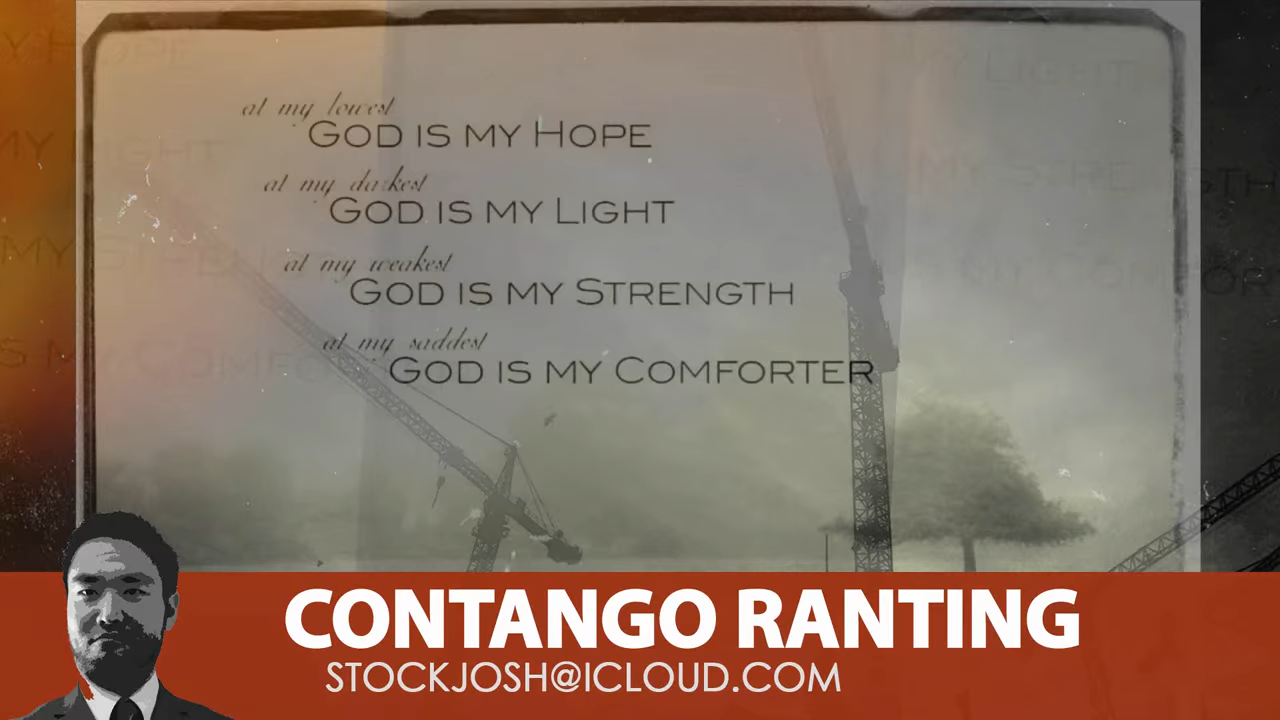 at my lowest
GOD IS MY HOPE
at my darkest
GOD IS MY LIGHT
at my weakest
GOD IS MY STRENGTH
at my saddest
GOD IS MY COMFORTER
CONTANGO RANTING
STOCKJOSH@ICLOUD.COM